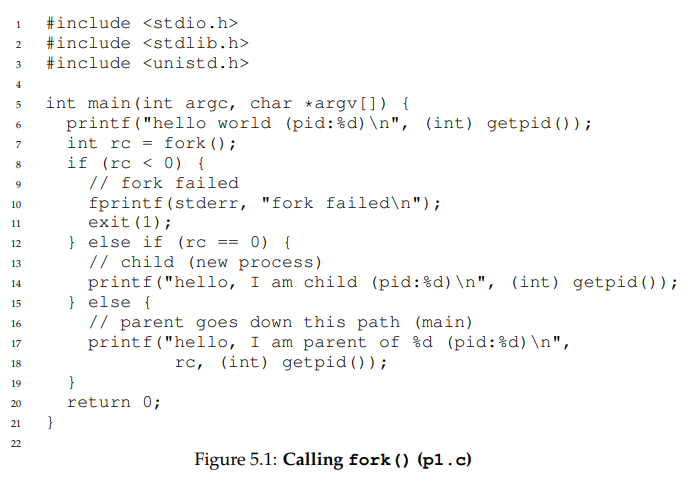 1 #include <stdio.h>
2 #include <stdlib.h>
3 #include <unistd.h>
4
5 int main(int argc, char *argv[]) {
6   printf("hello world (pid:%d)\n", (int) getpid());
7   int rc = fork();
8   if (rc < 0) {
9     // fork failed
10     fprintf(stderr, "fork failed\n");
11     exit(1);
12   } else if (rc == 0) {
13     // child (new process)
14     printf("hello, I am child (pid:%d)\n", (int) getpid());
15   } else {
16     // parent goes down this path (main)
17     printf("hello, I am parent of %d (pid:%d)\n",
18             rc, (int) getpid());
19   }
20   return 0;
21 }
22
Figure 5.1: Calling fork() (p1.c)